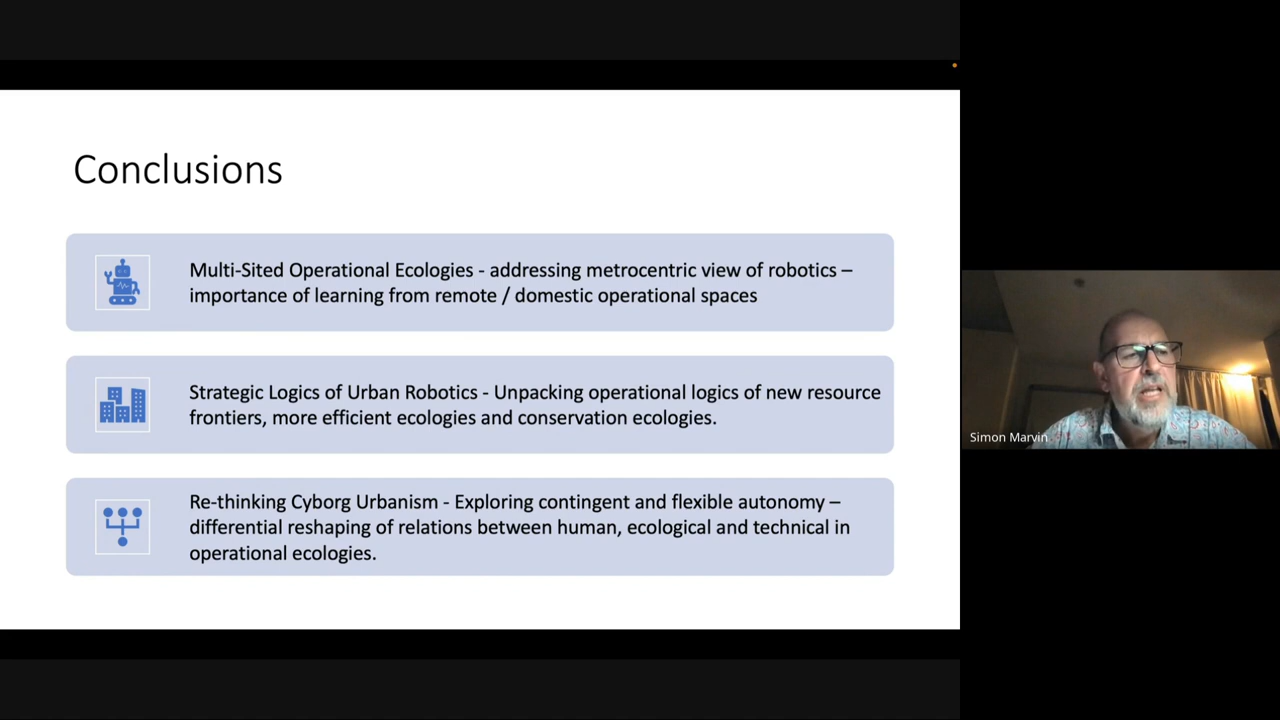 Conclusions
Multi-Sited Operational Ecologies - addressing metrocentric view of robotics –
importance of learning from remote / domestic operational spaces
Strategic Logics of Urban Robotics - Unpacking operational logics of new resource
frontiers, more efficient ecologies and conservation ecologies.
Re-thinking Cyborg Urbanism - Exploring contingent and flexible autonomy –
differential reshaping of relations between human, ecological and technical in
operational ecologies.
Simon Marvin